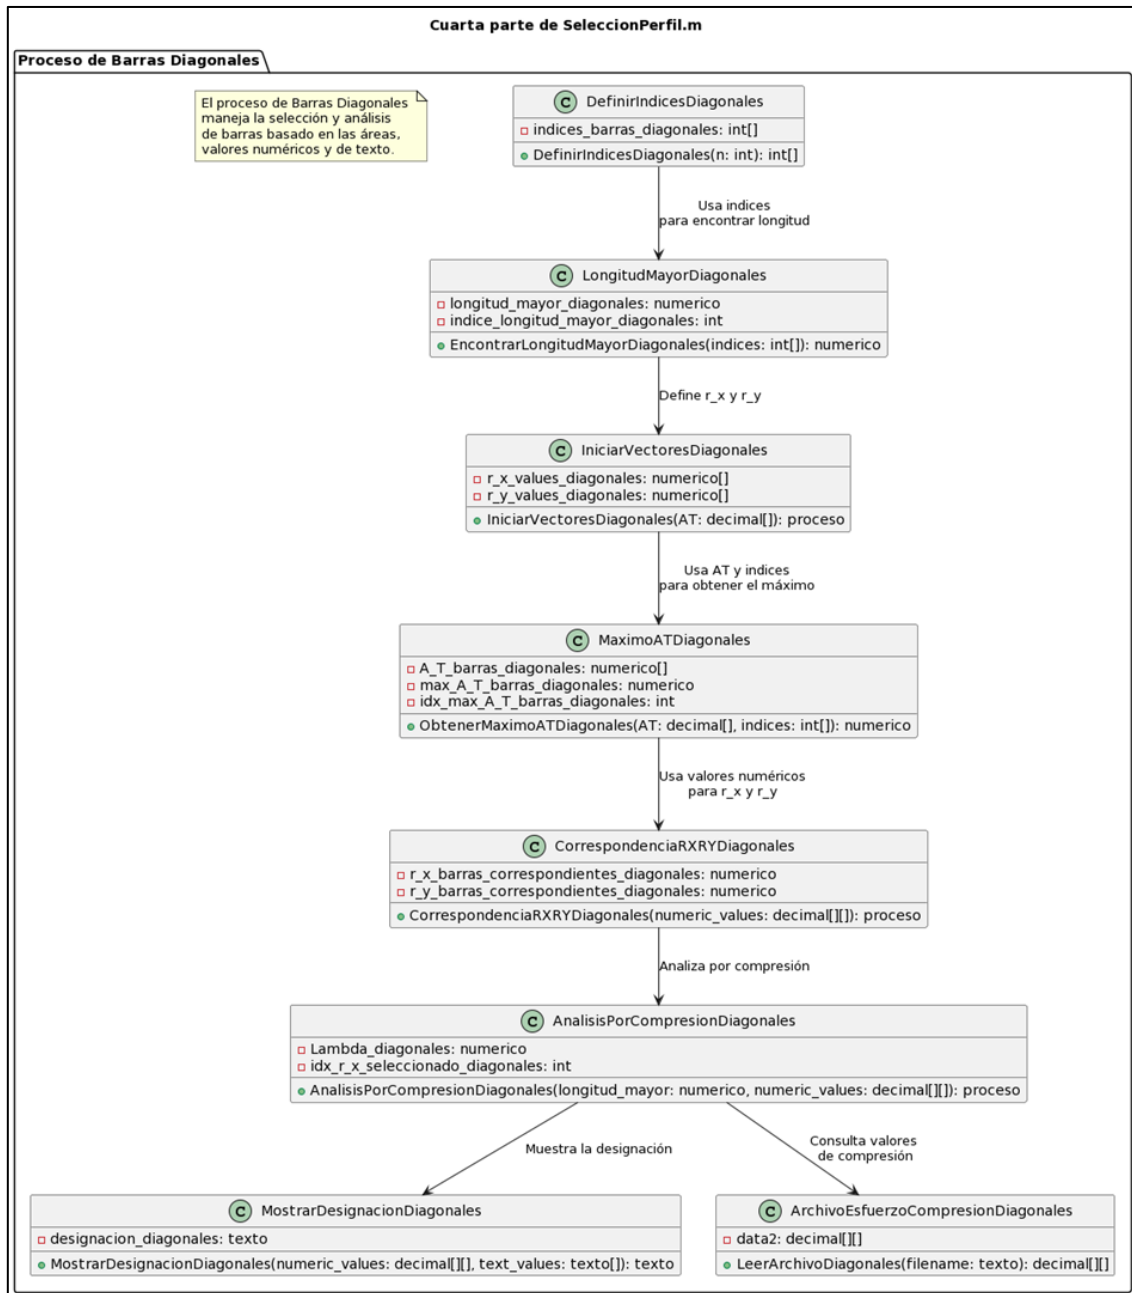 Cuarta parte de SeleccionPerfil.m
Proceso de Barras Diagonales
El proceso de Barras Diagonales
maneja la selección y análisis
de barras basado en las áreas,
valores numéricos y de texto.
C DefinirIndicesDiagonales
indices_barras_diagonales: int[]
DefinirIndicesDiagonales(n: int): int[]
Usa indices
para encontrar longitud
C LongitudMayorDiagonales
longitud_mayor_diagonales: numerico
indice_longitud_mayor_diagonales: int
EncontrarLongitudMayorDiagonales(indices: int[]): numerico
Define r_x y r_y
C IniciarVectoresDiagonales
r_x_values_diagonales: numerico[]
r_y_values_diagonales: numerico[]
IniciarVectoresDiagonales(AT: decimal[]): proceso
Usa AT y indices
para obtener el máximo
C MaximoATDiagonales
A_T_barras_diagonales: numerico[]
max_A_T_barras_diagonales: numerico
idx_max_A_T_barras_diagonales: int
ObtenerMaximoATDiagonales(AT: decimal[], indices: int[]): numerico
Usa valores numéricos
para r_x y r_y
C CorrespondenciaRXRYDiagonales
r_x_barras_correspondientes_diagonales: numerico
r_y_barras_correspondientes_diagonales: numerico
CorrespondenciaRXRYDiagonales(numeric_values: decimal[][]): proceso
Analiza por compresión
C AnalisisPorCompresionDiagonales
Lambda_diagonales: numerico
idx_r_x_seleccionado_diagonales: int
AnalisisPorCompresionDiagonales(longitud_mayor: numerico, numeric_values: decimal[][]): proceso
Muestra la designación
Consulta valores
de compresión
C MostrarDesignacionDiagonales
designacion_diagonales: texto
MostrarDesignacionDiagonales(numeric_values: decimal[][], text_values: texto[]): texto
C ArchivoEsfuerzoCompresionDiagonales
data2: decimal[][]
LeerArchivoDiagonales(filename: texto): decimal[][]